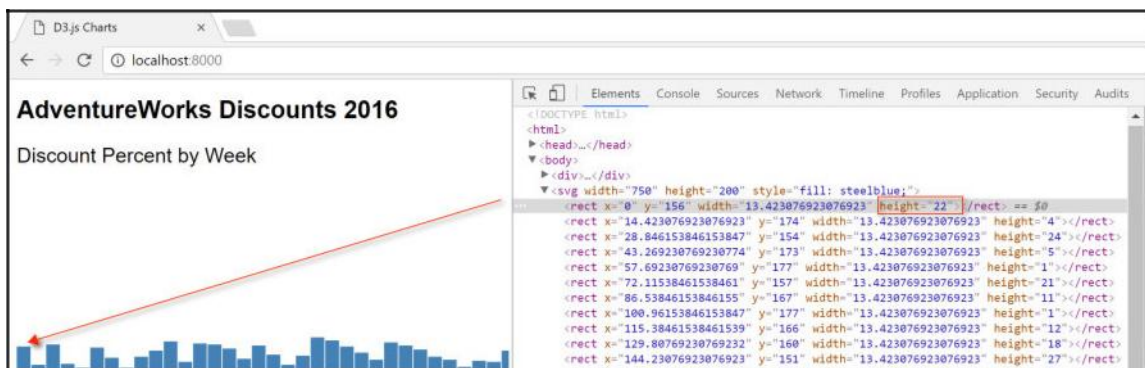 D3.js Charts
localhost:8000
AdventureWorks Discounts 2016
Discount Percent by Week
Elements Console Sources Network Timeline Profiles Application Security Audits
<!DOCTYPE html>
<html>
<head>…</head>
<body>
<div>…</div>
<svg width="750" height="200" style="fill: steelblue;">
<rect x="0" y="156" width="13.423076923076923" height="22"></rect> == $0
<rect x="14.423076923076923" y="174" width="13.423076923076923" height="4"></rect>
<rect x="28.846153846153847" y="154" width="13.423076923076923" height="24"></rect>
<rect x="43.269230769230774" y="173" width="13.423076923076923" height="5"></rect>
<rect x="57.69230769230769" y="177" width="13.423076923076923" height="1"></rect>
<rect x="72.11538461538461" y="157" width="13.423076923076923" height="21"></rect>
<rect x="86.53846153846155" y="167" width="13.423076923076923" height="11"></rect>
<rect x="100.96153846153847" y="177" width="13.423076923076923" height="1"></rect>
<rect x="115.38461538461539" y="166" width="13.423076923076923" height="12"></rect>
<rect x="129.80769230769232" y="160" width="13.423076923076923" height="18"></rect>
<rect x="144.23076923076923" y="151" width="13.423076923076923" height="27"></rect>